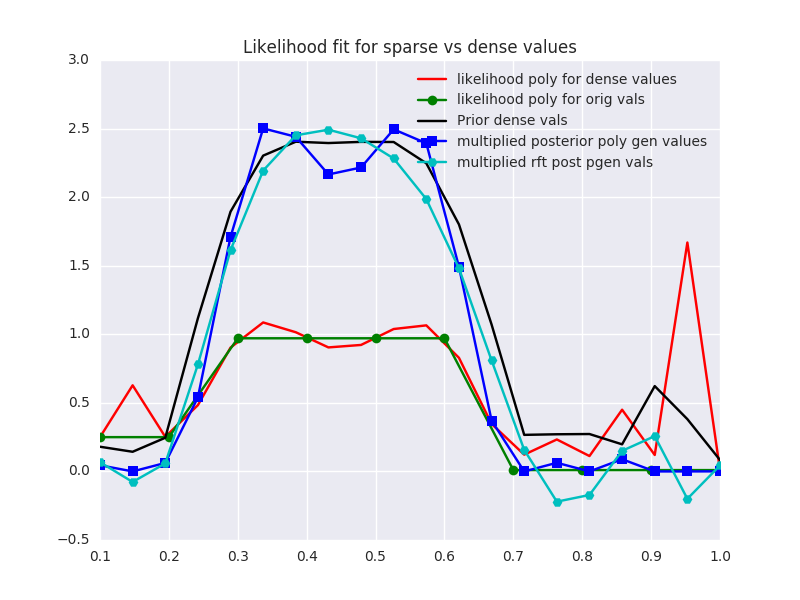 Likelihood fit for sparse vs dense values
3.0
2.5
2.0
1.5
1.0
0.5
0.0
−0.5
likelihood poly for dense values
likelihood poly for orig vals
Prior dense vals
multiplied posterior poly gen values
multiplied rft post pgen vals
0.1 0.2 0.3 0.4 0.5 0.6 0.7 0.8 0.9 1.0